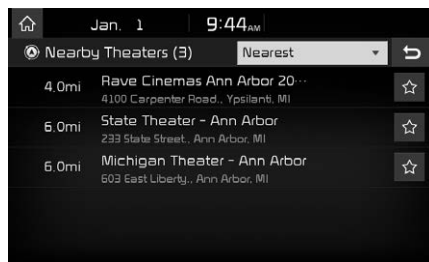 Jan. 1 9:44AM
Nearby Theaters (3) Nearest
4.0mi Rave Cinemas Ann Arbor 20...
4100 Carpenter Road., Ypsilanti, MI
6.0mi State Theater - Ann Arbor
233 State Street., Ann Arbor, MI
6.0mi Michigan Theater - Ann Arbor
603 East Liberty., Ann Arbor, MI